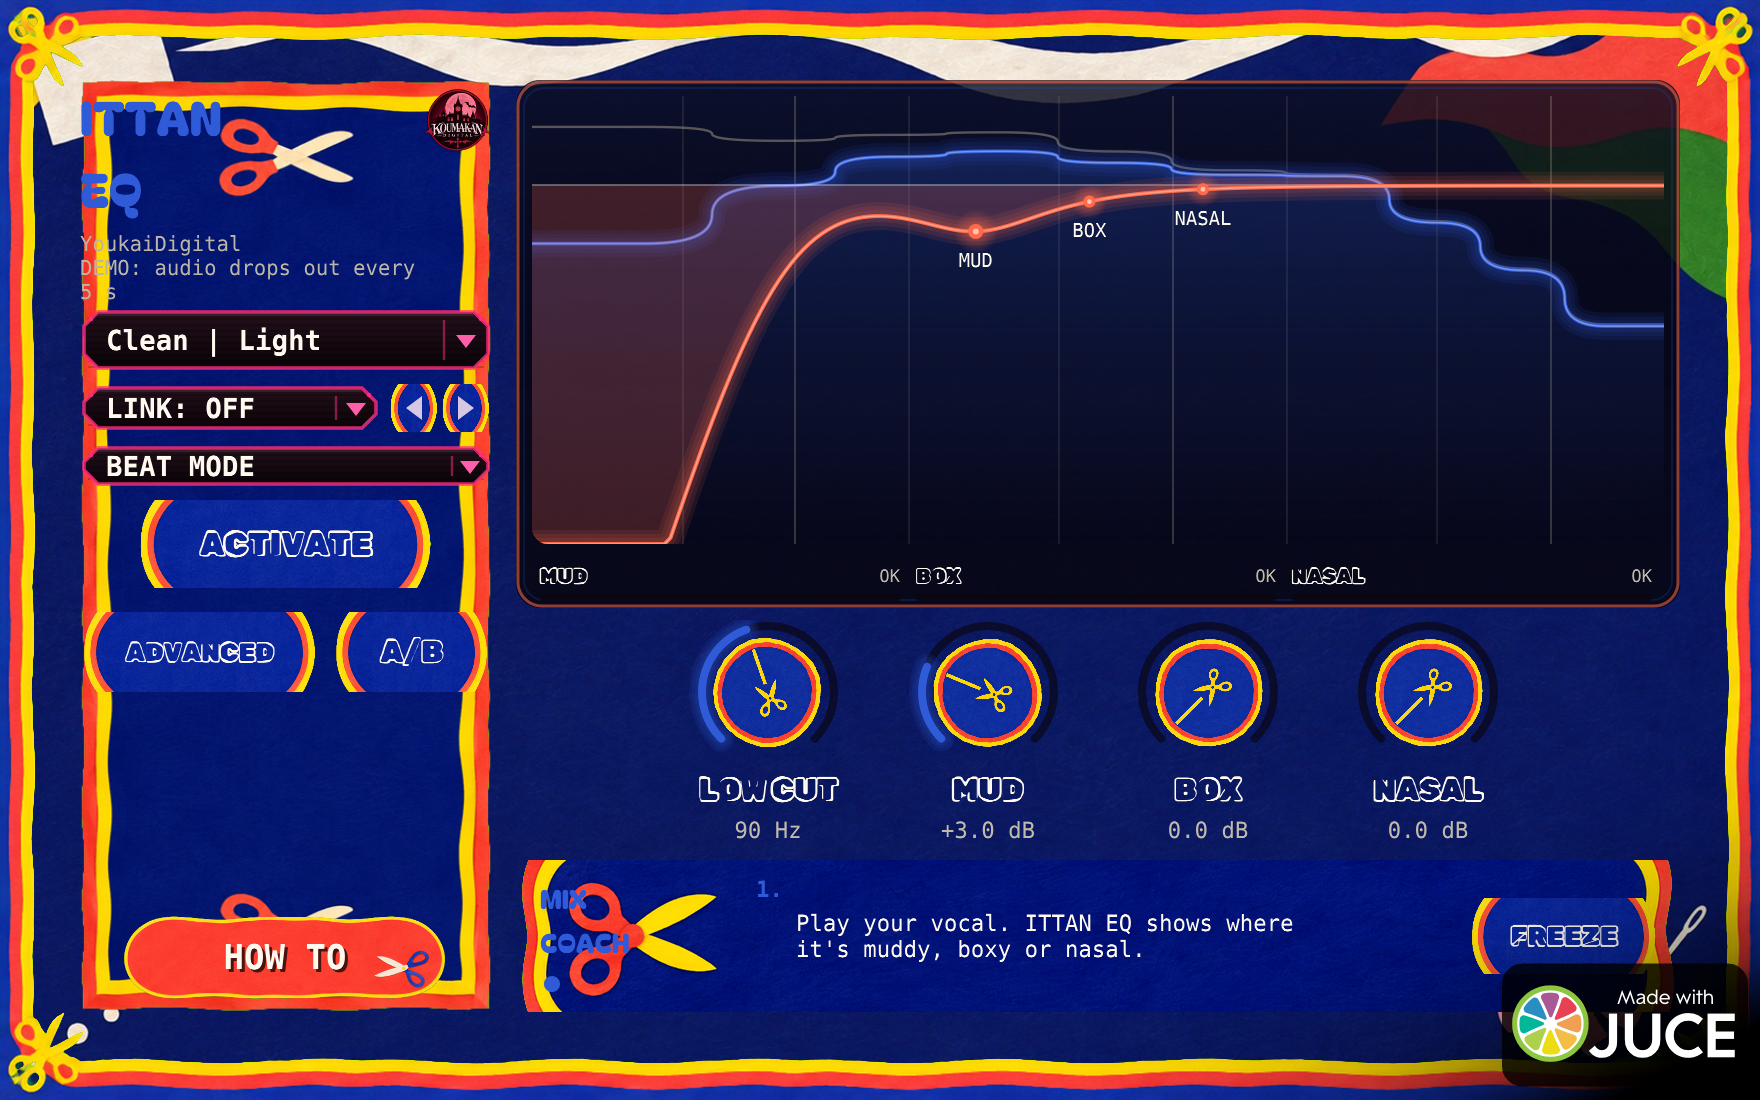 ITTAN
EQ
KOUMAKAN
DIGITAL
YoukaiDigital
DEMO: audio drops out every
5 s
Clean | Light
LINK: OFF
BEAT MODE
ACTIVATE
ADVANCED
A/B
HOW TO
MUD
BOX
NASAL
MUD OK BOX OK NASAL OK
LOWCUT
90 Hz
MUD
+3.0 dB
BOX
0.0 dB
NASAL
0.0 dB
MIX
COACH
1.
Play your vocal. ITTAN EQ shows where
it's muddy, boxy or nasal.
FREEZE
Made with
JUCE